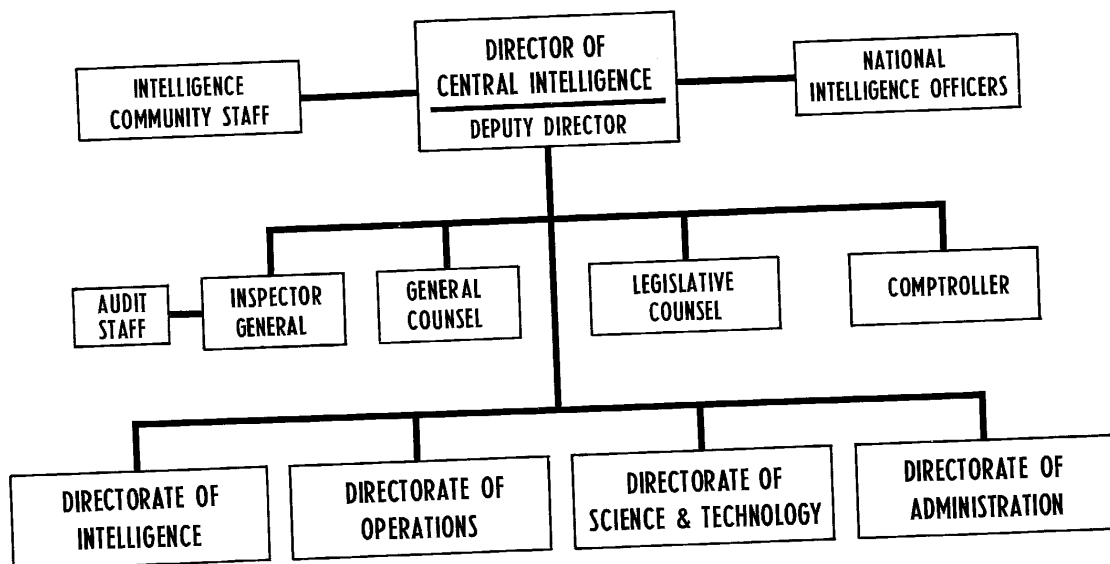 DIRECTOR OF
CENTRAL INTELLIGENCE
DEPUTY DIRECTOR
INTELLIGENCE
COMMUNITY STAFF
NATIONAL
INTELLIGENCE OFFICERS
AUDIT
STAFF
INSPECTOR
GENERAL
GENERAL
COUNSEL
LEGISLATIVE
COUNSEL
COMPTROLLER
DIRECTORATE OF
INTELLIGENCE
DIRECTORATE OF
OPERATIONS
DIRECTORATE OF
SCIENCE & TECHNOLOGY
DIRECTORATE OF
ADMINISTRATION